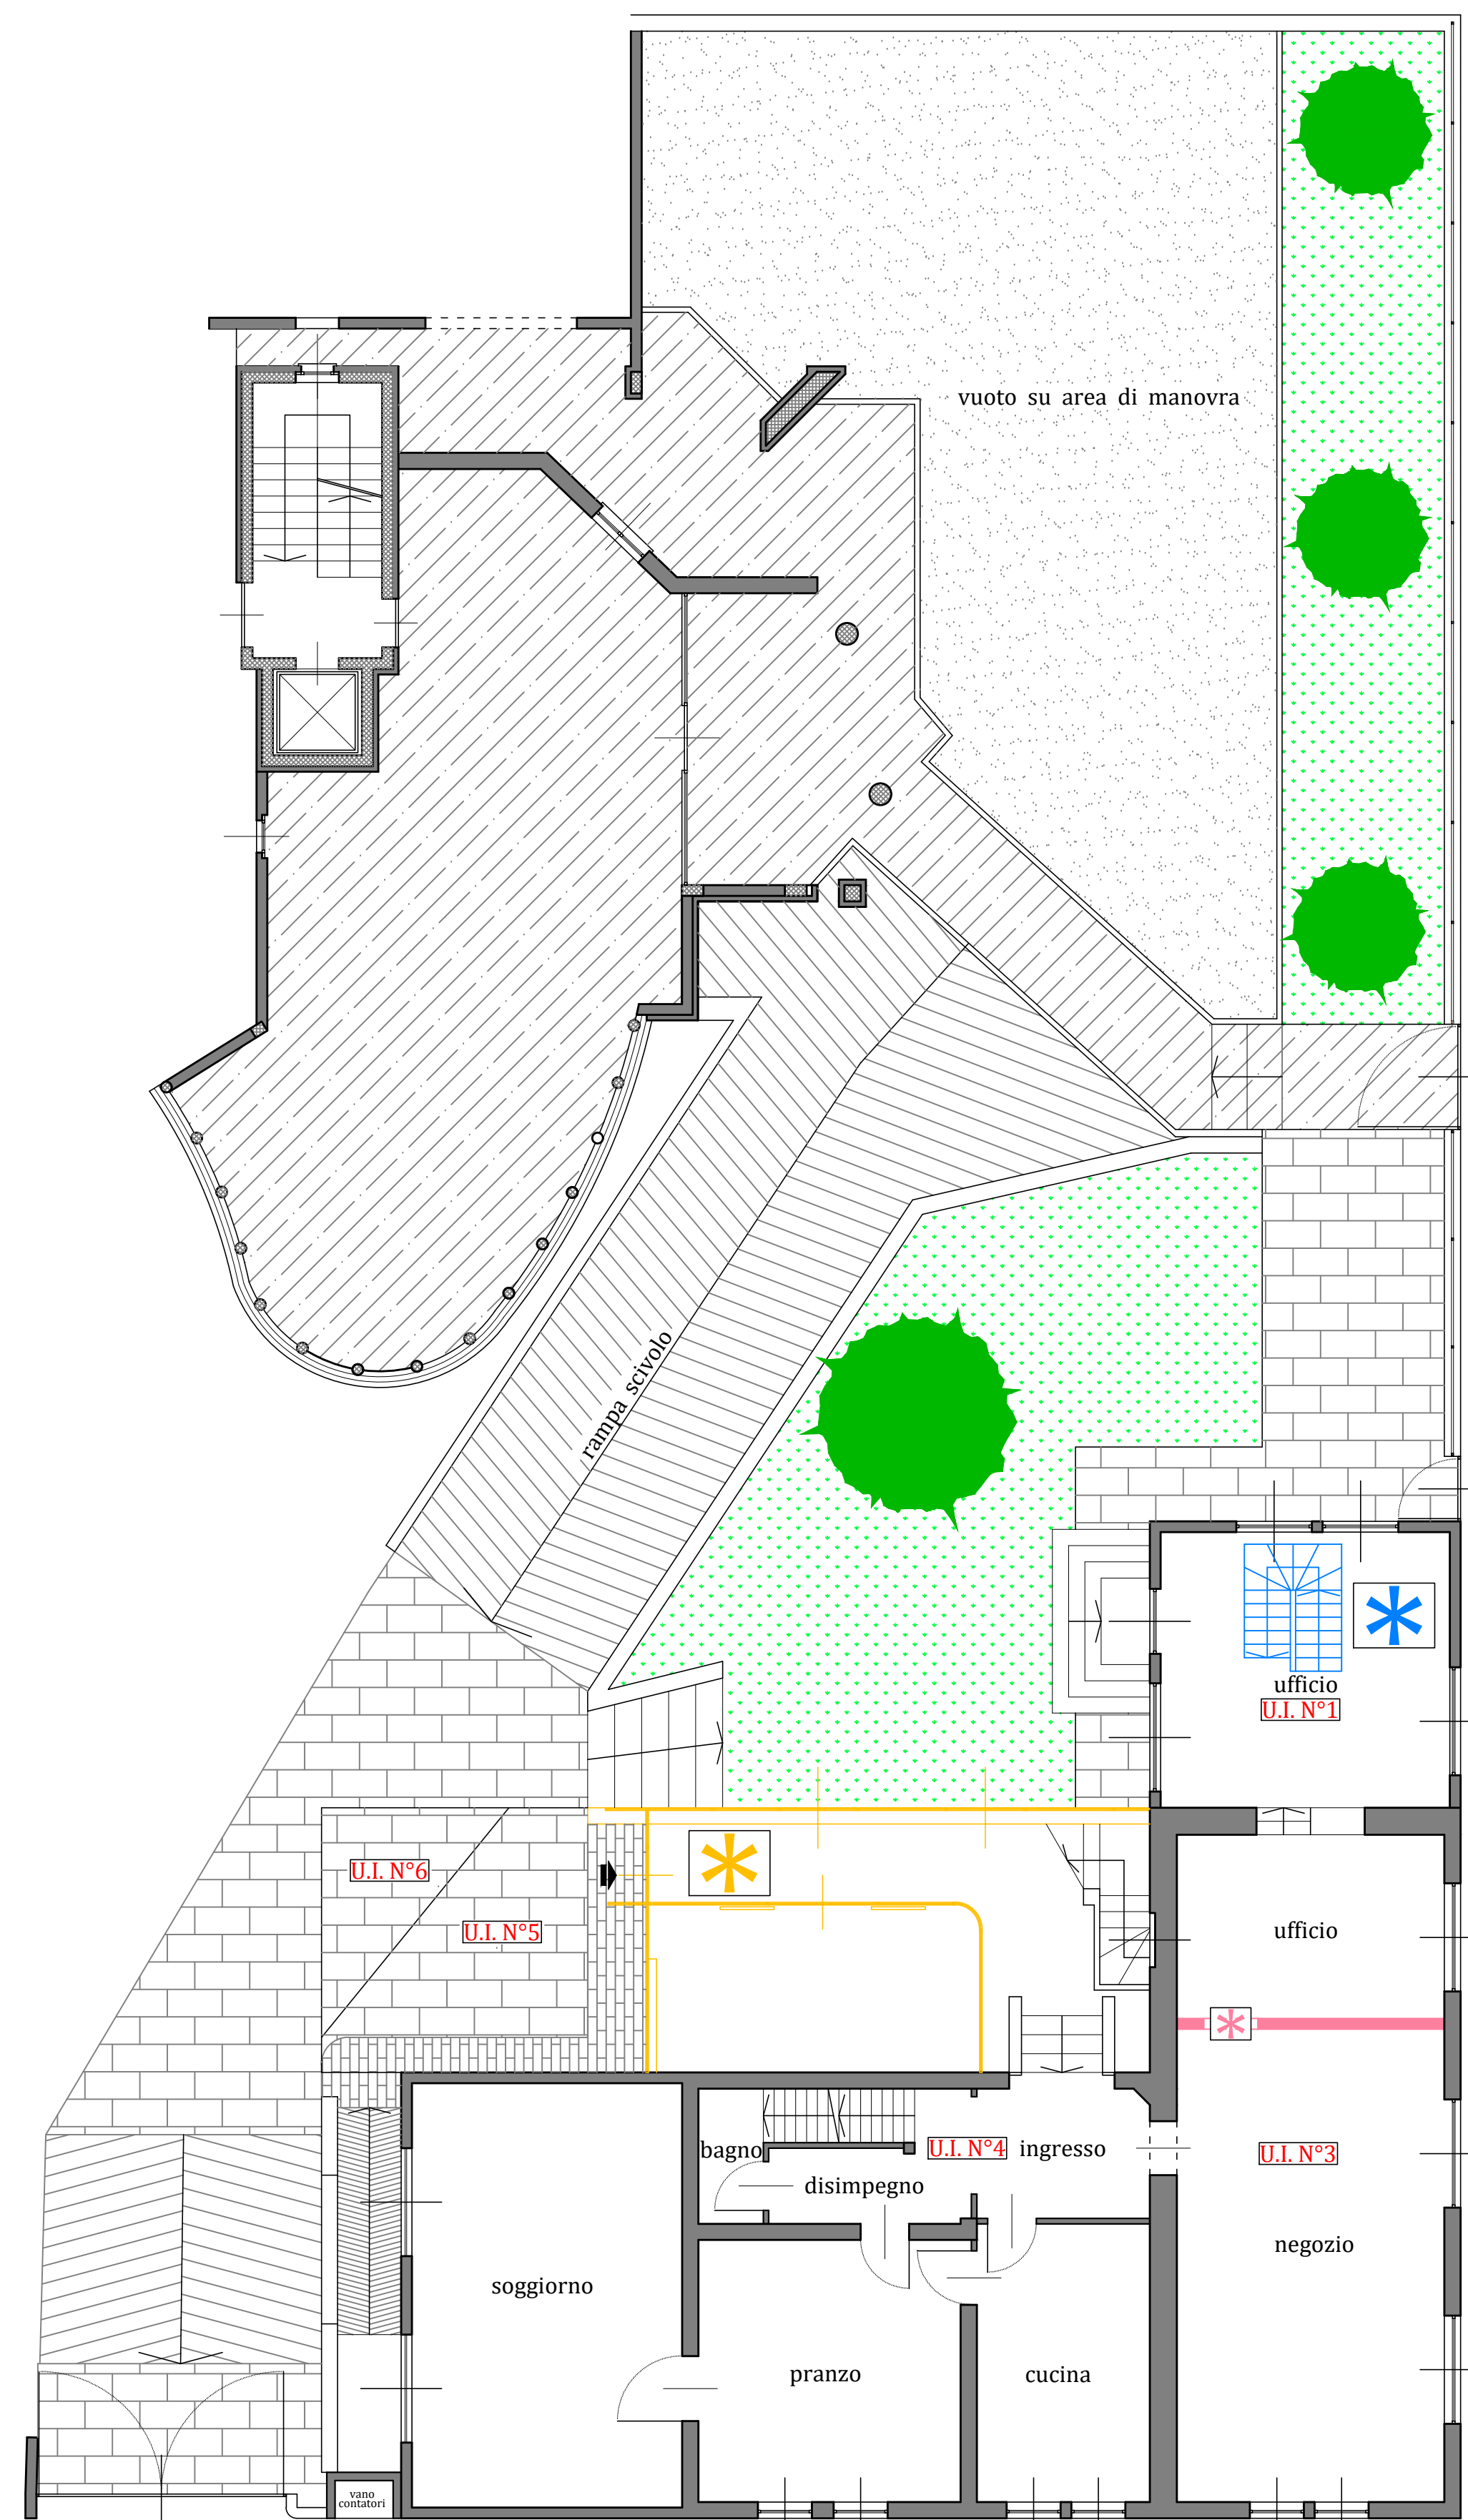 vuoto su area di manovra
rampa scivolo
*
ufficio
U.I. N°1
*
U.I. N°6
U.I. N°5
ufficio
*
bagno
U.I. N°4
ingresso
U.I. N°3
disimpegno
negozio
soggiorno
pranzo
cucina
vano
contatori